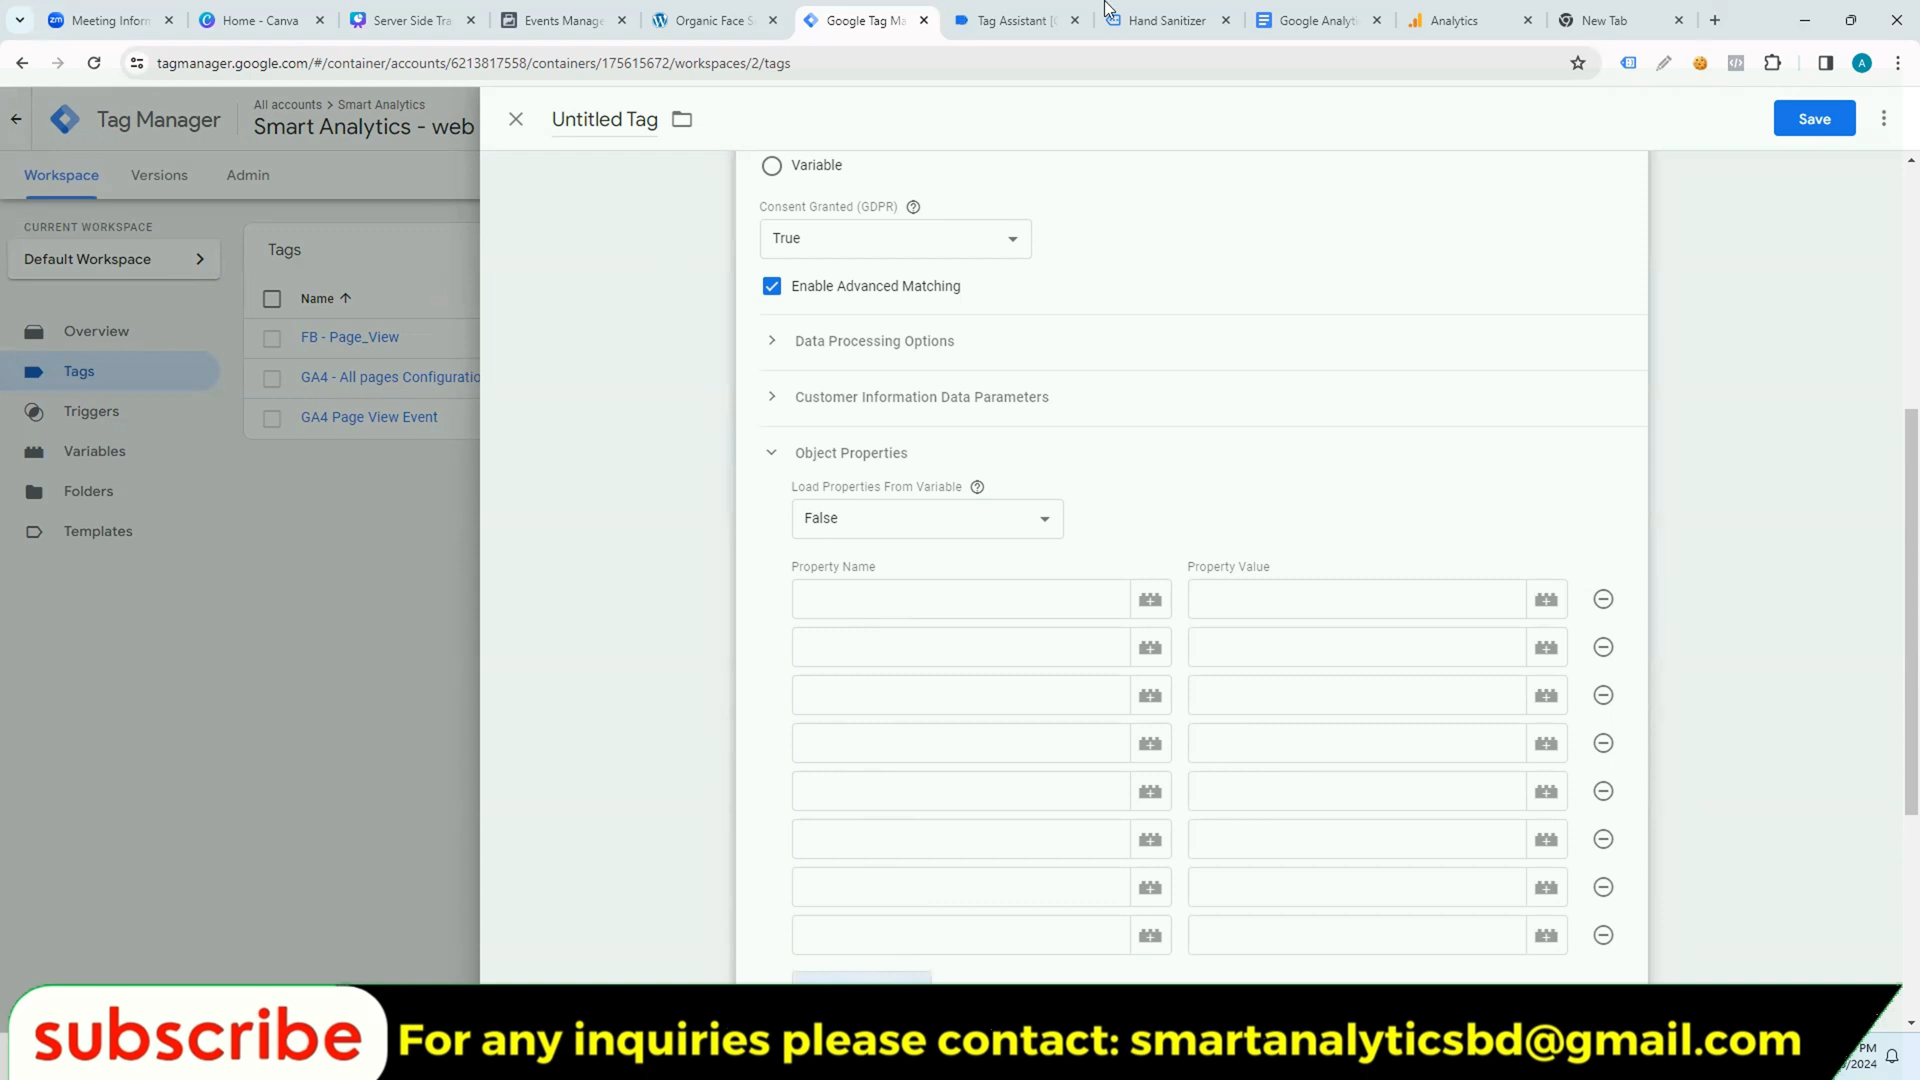 Meeting Inform
Home - Canva
Server Side Tra
Events Manage
Organic Face S
Google Tag Ma
Tag Assistant [
Hand Sanitizer
Google Analyti
Analytics
New Tab
tagmanager.google.com/#/container/accounts/6213817558/containers/175615672/workspaces/2/tags
A
Tag Manager
All accounts > Smart Analytics
Smart Analytics - web
Untitled Tag
Save
Workspace
Versions
Admin
CURRENT WORKSPACE
Default Workspace
Overview
Tags
Triggers
Variables
Folders
Templates
Tags
Name
FB - Page_View
GA4 - All pages Configuratio
GA4 Page View Event
Variable
Consent Granted (GDPR)
True
Enable Advanced Matching
Data Processing Options
Customer Information Data Parameters
Object Properties
Load Properties From Variable
False
Property Name
Property Value
subscribe
For any inquiries please contact: smartanalyticsbd@gmail.com
PM
/2024